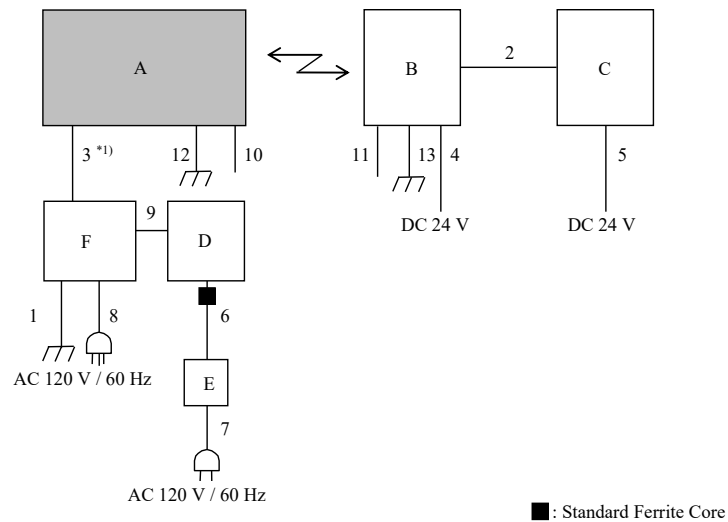 A
B
2
C
3 *1)
12
10
11
13
4
5
DC 24 V
DC 24 V
F
9
D
1
8
6
AC 120 V / 60 Hz
E
7
AC 120 V / 60 Hz
: Standard Ferrite Core